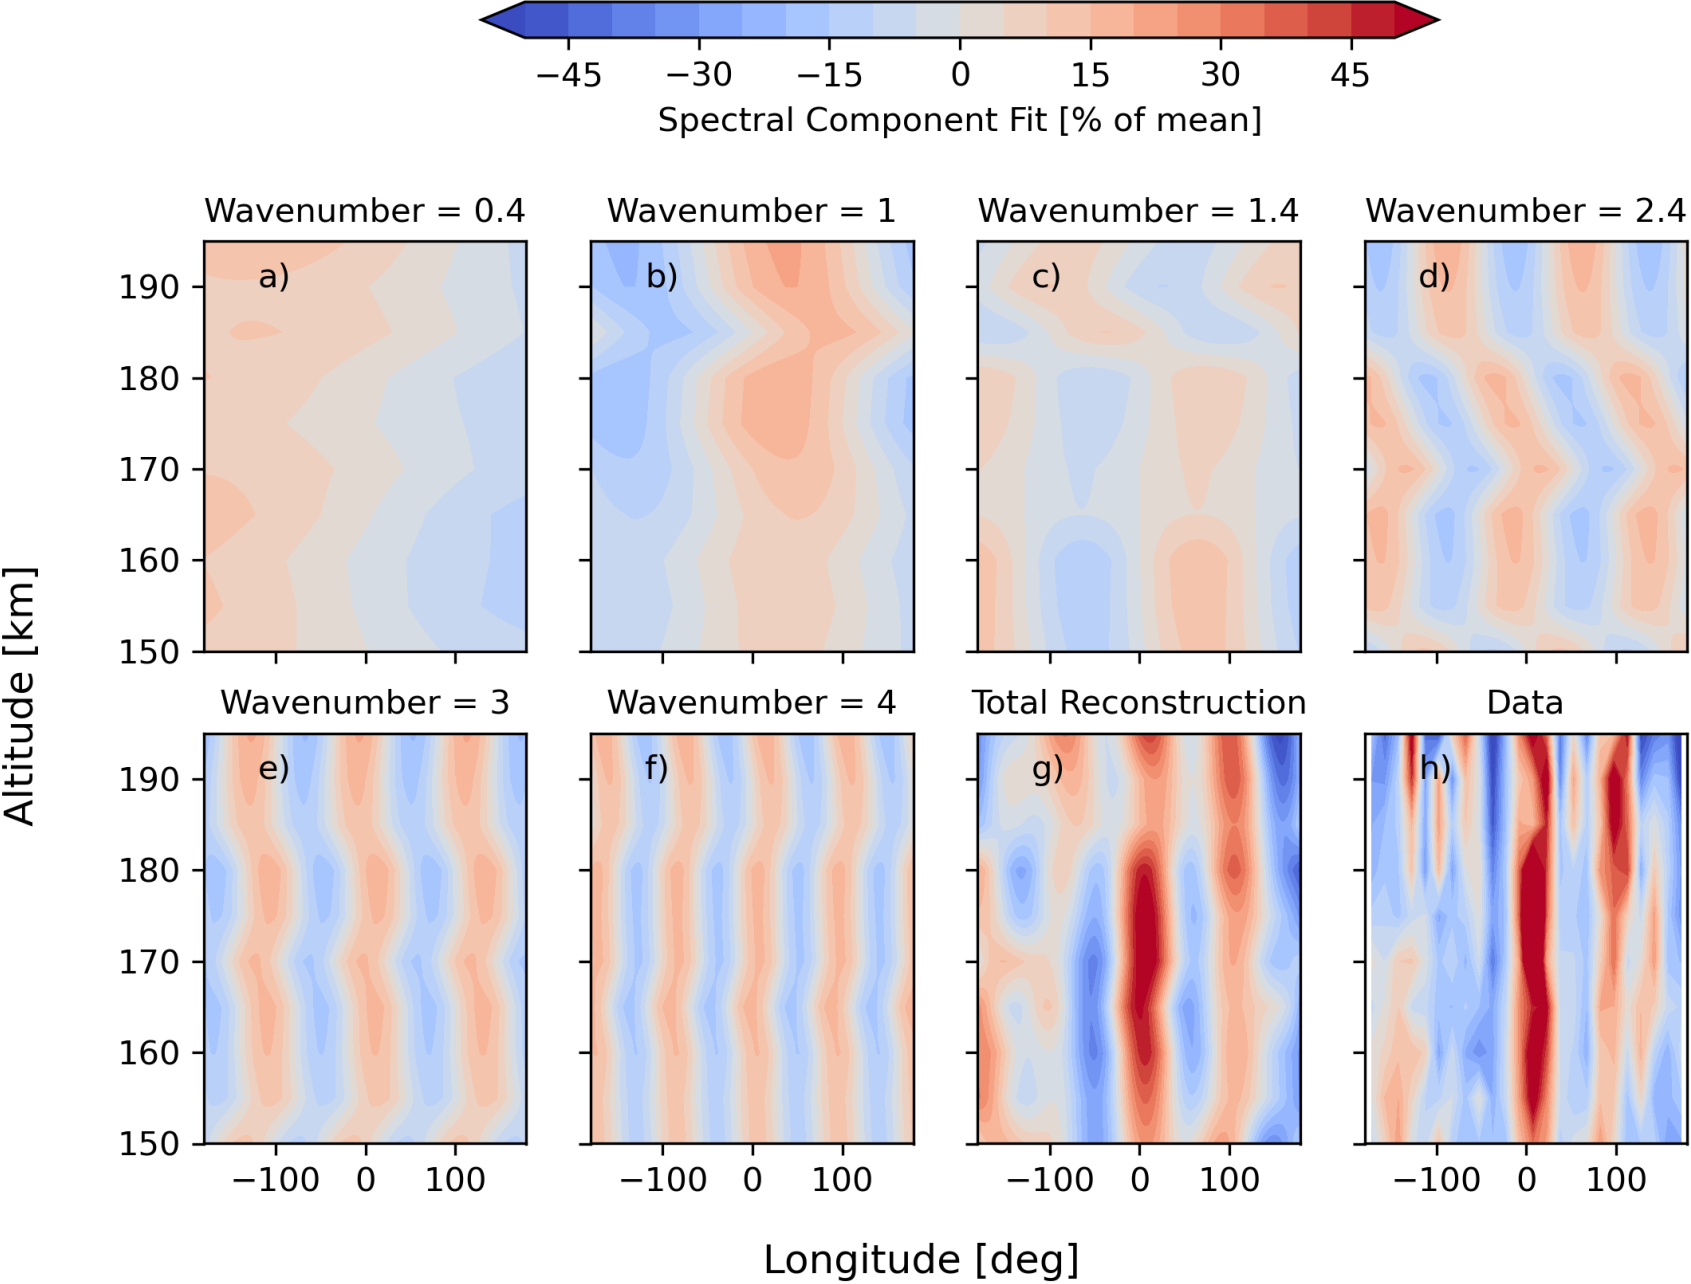 −45 −30 −15 0 15 30 45
Spectral Component Fit [% of mean]
Wavenumber = 0.4 Wavenumber = 1 Wavenumber = 1.4 Wavenumber = 2.4
a) b) c) d)
190
180
170
160
150
Altitude [km]
Wavenumber = 3 Wavenumber = 4 Total Reconstruction Data
e) f) g) h)
190
180
170
160
150
−100 0 100 −100 0 100 −100 0 100 −100 0 100
Longitude [deg]